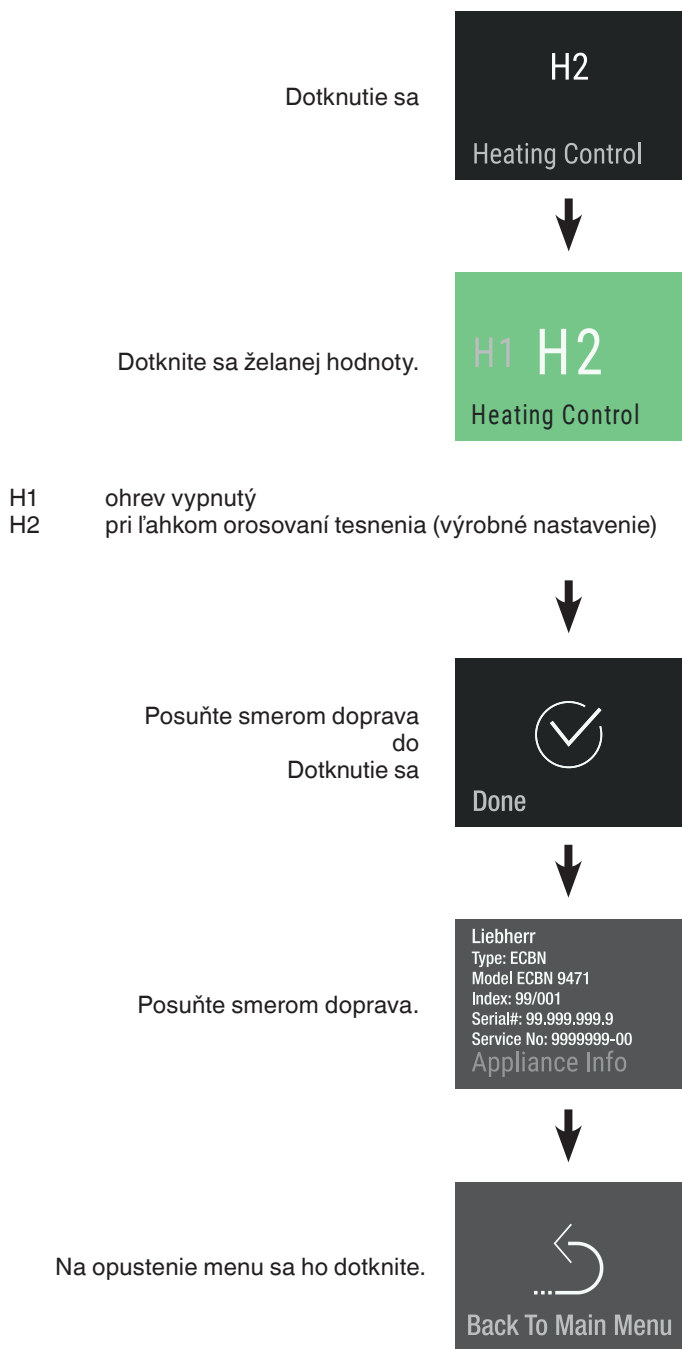 H2
Dotknutie sa
Heating Control
H1 H2
Dotknite sa želanej hodnoty.
Heating Control
H1 ohrev vypnutý
H2 pri ľahkom orosovaní tesnenia (výrobné nastavenie)
Posuňte smerom doprava
do
Dotknutie sa
Done
Liebherr
Type: ECBN
Model ECBN 9471
Index: 99/001
Posuňte smerom doprava.
Serial#: 99.999.999.9
Service No: 9999999-00
Appliance Info
Na opustenie menu sa ho dotknite.
Back To Main Menu